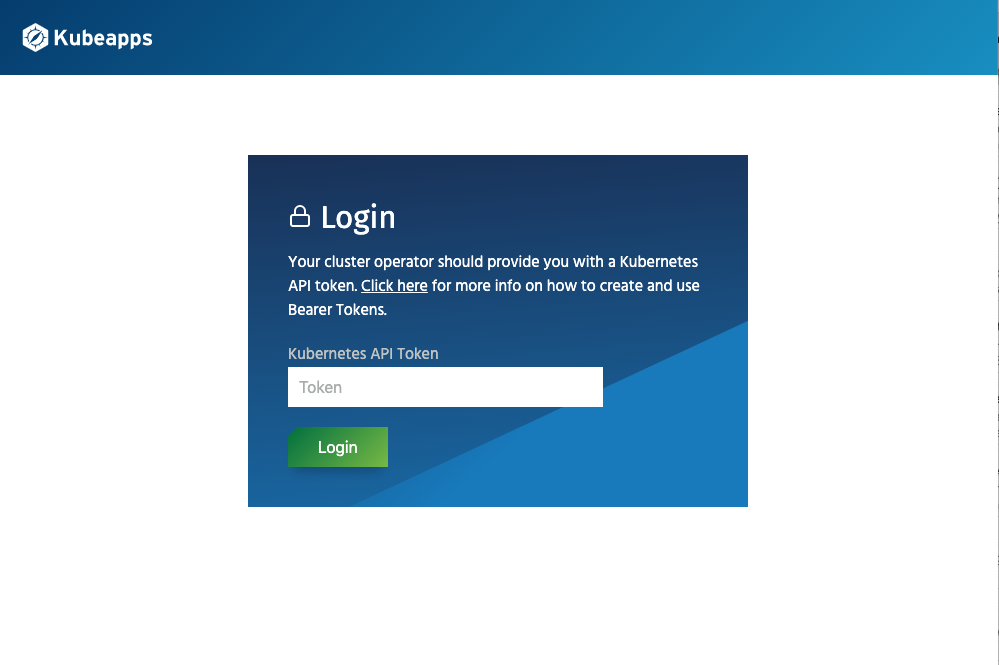 Kubeapps
Login
Your cluster operator should provide you with a Kubernetes
API token. Click here for more info on how to create and use
Bearer Tokens.
Kubernetes API Token
Token
Login